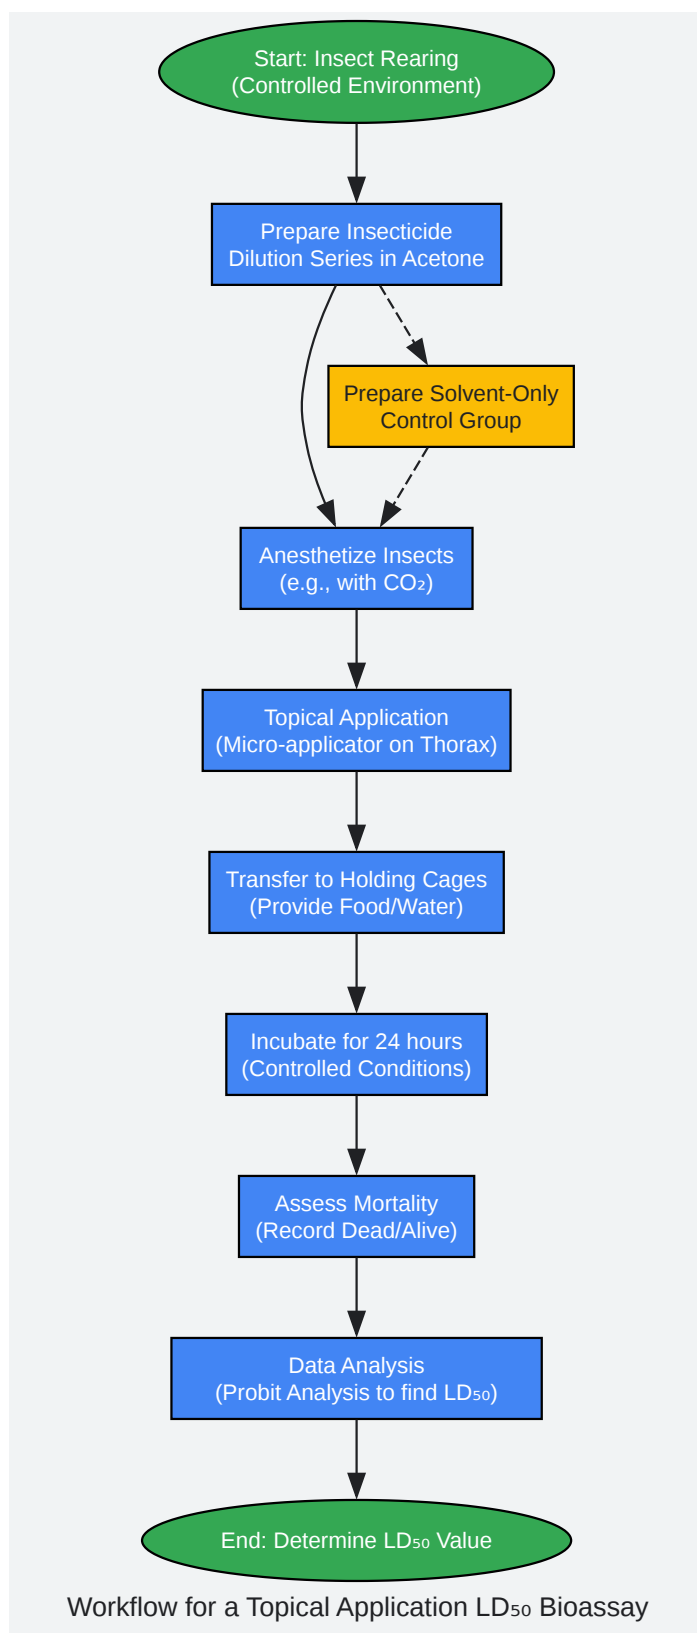 Start: Insect Rearing
(Controlled Environment)
Prepare Insecticide
Dilution Series in Acetone
Prepare Solvent-Only
Control Group
Anesthetize Insects
(e.g., with CO₂)
Topical Application
(Micro-applicator on Thorax)
Transfer to Holding Cages
(Provide Food/Water)
Incubate for 24 hours
(Controlled Conditions)
Assess Mortality
(Record Dead/Alive)
Data Analysis
(Probit Analysis to find LD₅₀)
End: Determine LD₅₀ Value
Workflow for a Topical Application LD₅₀ Bioassay